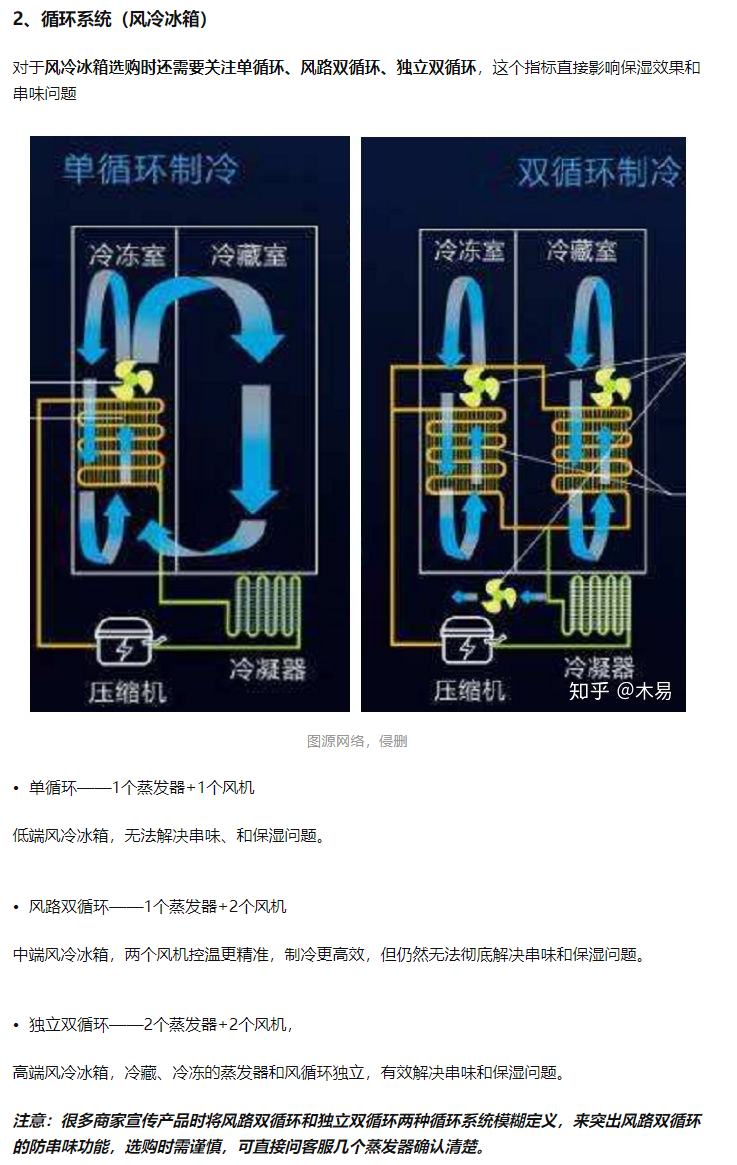 2、循环系统（风冷冰箱）
对于风冷冰箱选购时还需要关注单循环、风路双循环、独立双循环，这个指标直接影响保湿效果和
串味问题
单循环制冷
冷冻室 冷藏室
压缩机
冷凝器
双循环制冷
冷冻室 冷藏室
压缩机
冷凝器
知乎 @木易
图源网络，侵删
• 单循环——1个蒸发器+1个风机
低端风冷冰箱，无法解决串味、和保湿问题。
• 风路双循环——1个蒸发器+2个风机
中端风冷冰箱，两个风机控温更精准，制冷更高效，但仍然无法彻底解决串味和保湿问题。
• 独立双循环——2个蒸发器+2个风机，
高端风冷冰箱，冷藏、冷冻的蒸发器和风循环独立，有效解决串味和保湿问题。
注意：很多商家宣传产品时将风路双循环和独立双循环两种循环系统模糊定义，来突出风路双循环
的防串味功能，选购时需谨慎，可直接问客服几个蒸发器确认清楚。